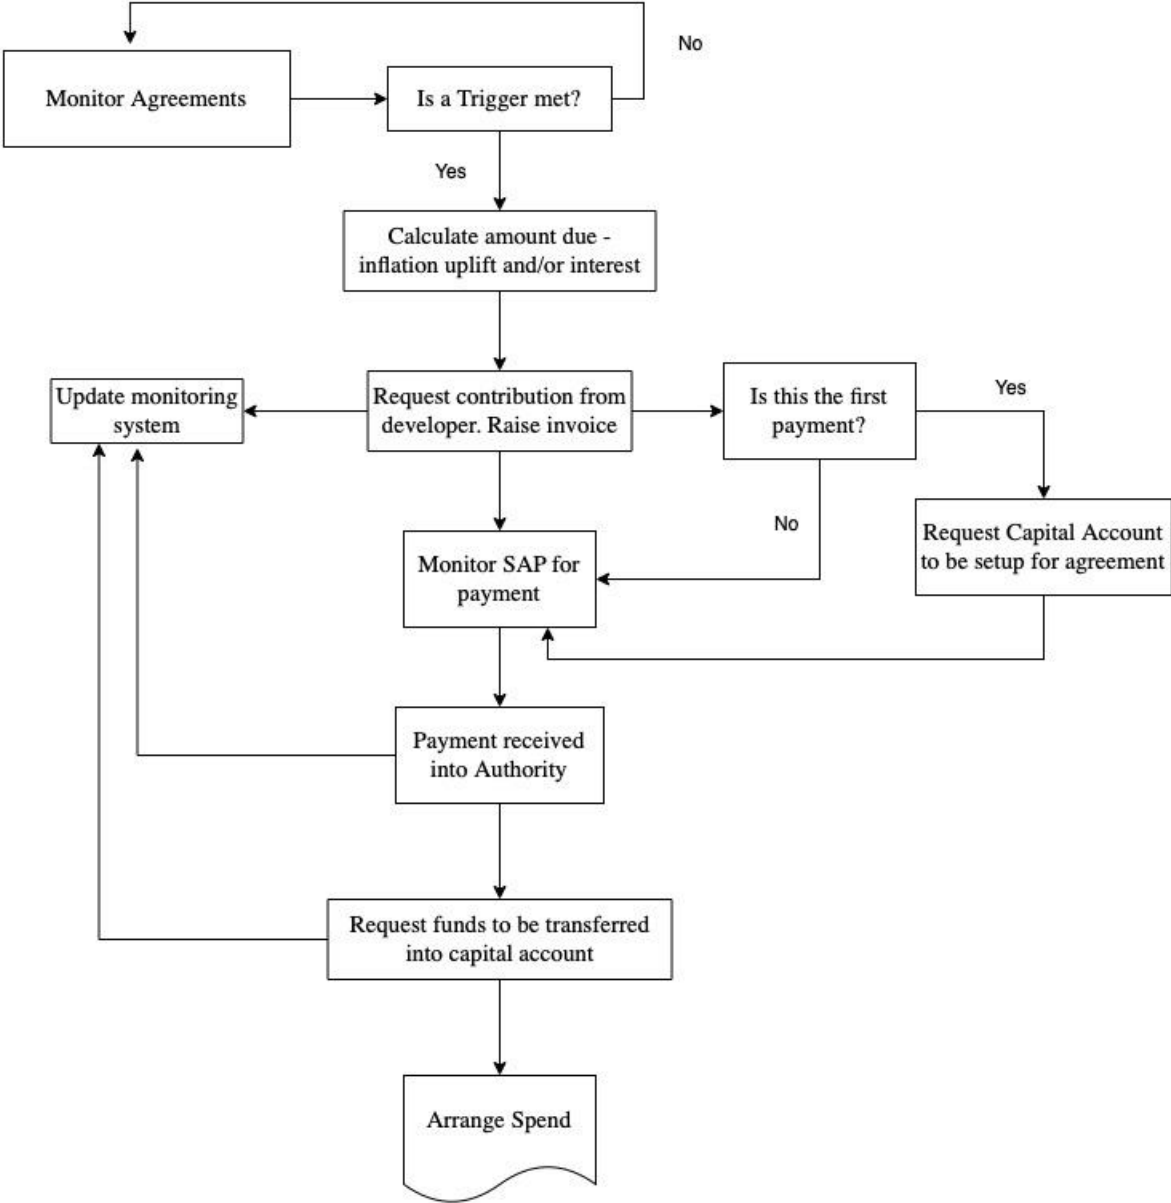 No
Monitor Agreements
Is a Trigger met?
Yes
Calculate amount due -
inflation uplift and/or interest
Update monitoring
system
Request contribution from
developer. Raise invoice
Is this the first
payment?
Yes
No
Request Capital Account
to be setup for agreement
Monitor SAP for
payment
Payment received
into Authority
Request funds to be transferred
into capital account
Arrange Spend